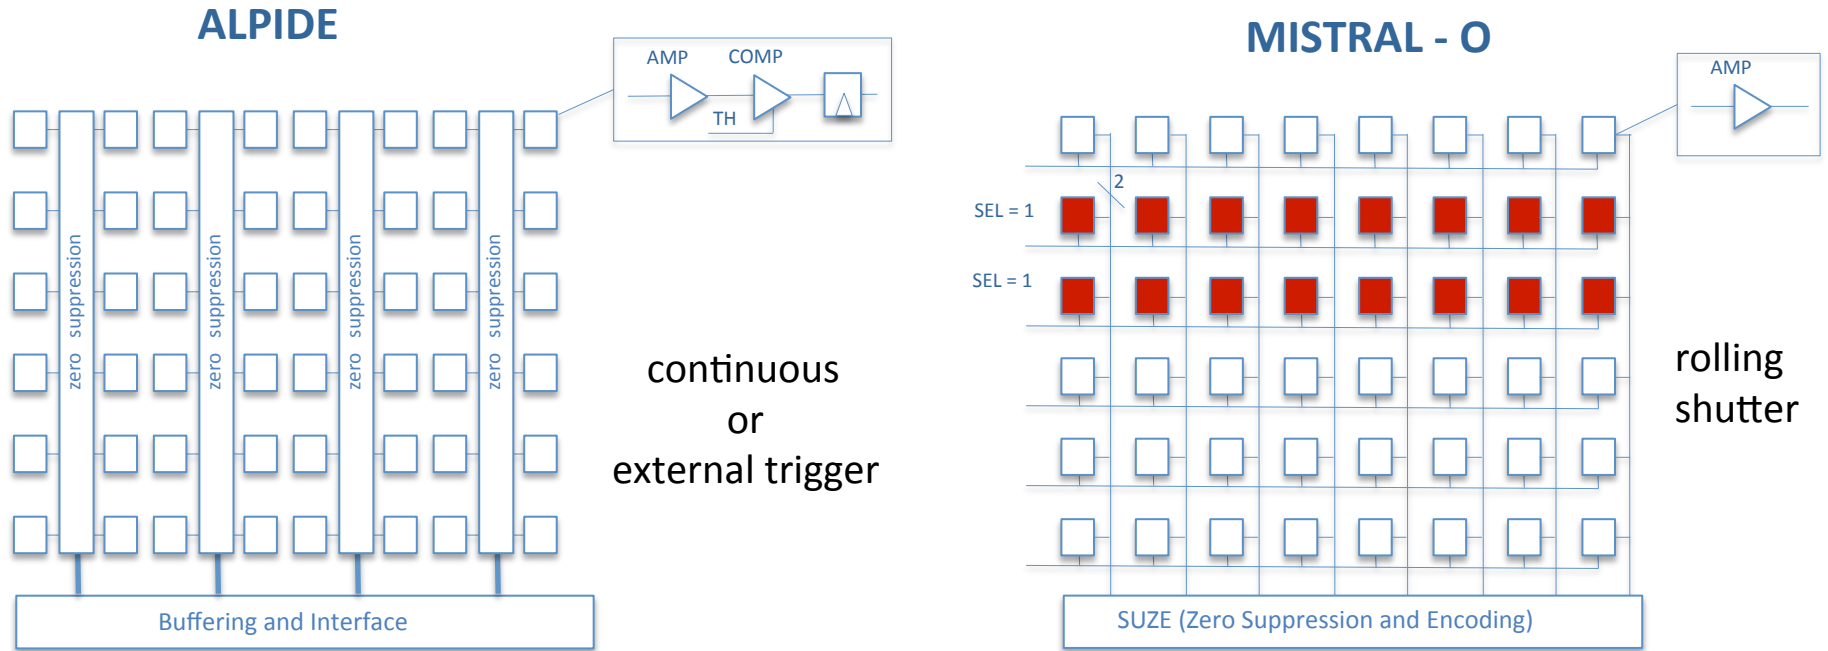 ALPIDE
AMP
COMP
TH
zero suppression
zero suppression
zero suppression
zero suppression
continuous
or
external trigger
Buffering and Interface
MISTRAL - O
AMP
2
SEL = 1
SEL = 1
rolling
shutter
SUZE (Zero Suppression and Encoding)